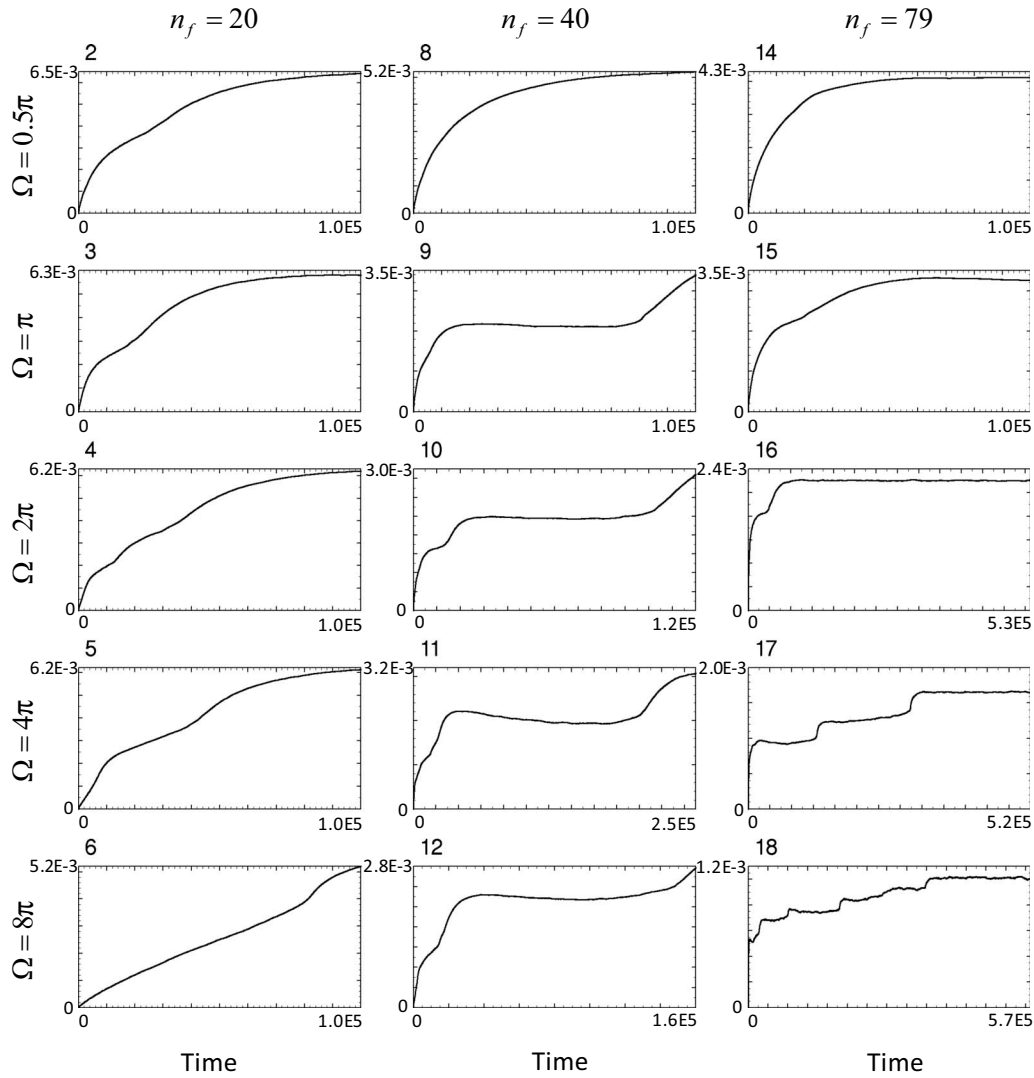 n_f = 20 n_f = 40 n_f = 79
Ω = 0.5π
2 8 14
6.5E-3 5.2E-3 4.3E-3
0 0 0
0 1.0E5 0 1.0E5 0 1.0E5
Ω = π
3 9 15
6.3E-3 3.5E-3 3.5E-3
0 0 0
0 1.0E5 0 1.0E5 0 1.0E5
Ω = 2π
4 10 16
6.2E-3 3.0E-3 2.4E-3
0 0 0
0 1.0E5 0 1.2E5 0 5.3E5
Ω = 4π
5 11 17
6.2E-3 3.2E-3 2.0E-3
0 0 0
0 1.0E5 0 2.5E5 0 5.2E5
Ω = 8π
6 12 18
5.2E-3 2.8E-3 1.2E-3
0 0 0
0 1.0E5 0 1.6E5 0 5.7E5
Time Time Time